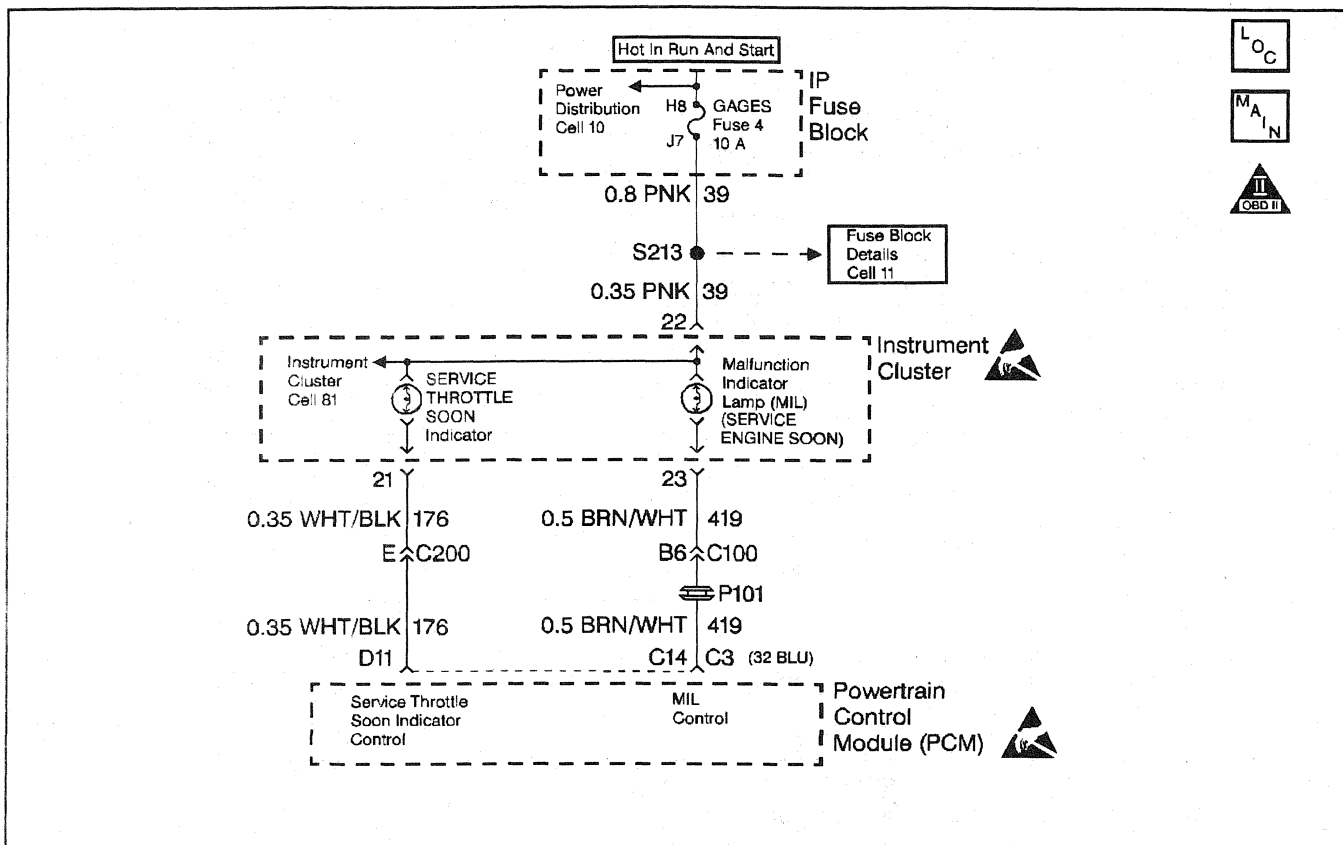 Hot In Run And Start
L O C
M A I N
II
OBD II
Power
Distribution
Cell 10
H8
J7
GAGES
Fuse 4
10 A
IP
Fuse
Block
0.8 PNK 39
S213
Fuse Block
Details
Cell 11
0.35 PNK 39
22
Instrument
Cluster
Cell 81
SERVICE
THROTTLE
SOON
Indicator
Malfunction
Indicator
Lamp (MIL)
(SERVICE
ENGINE SOON)
Instrument
Cluster
21
23
0.35 WHT/BLK 176
0.5 BRN/WHT 419
E C200
B6 C100
P101
0.35 WHT/BLK 176
0.5 BRN/WHT 419
D11
C14 C3 (32 BLU)
Service Throttle
Soon Indicator
Control
MIL
Control
Powertrain
Control
Module (PCM)